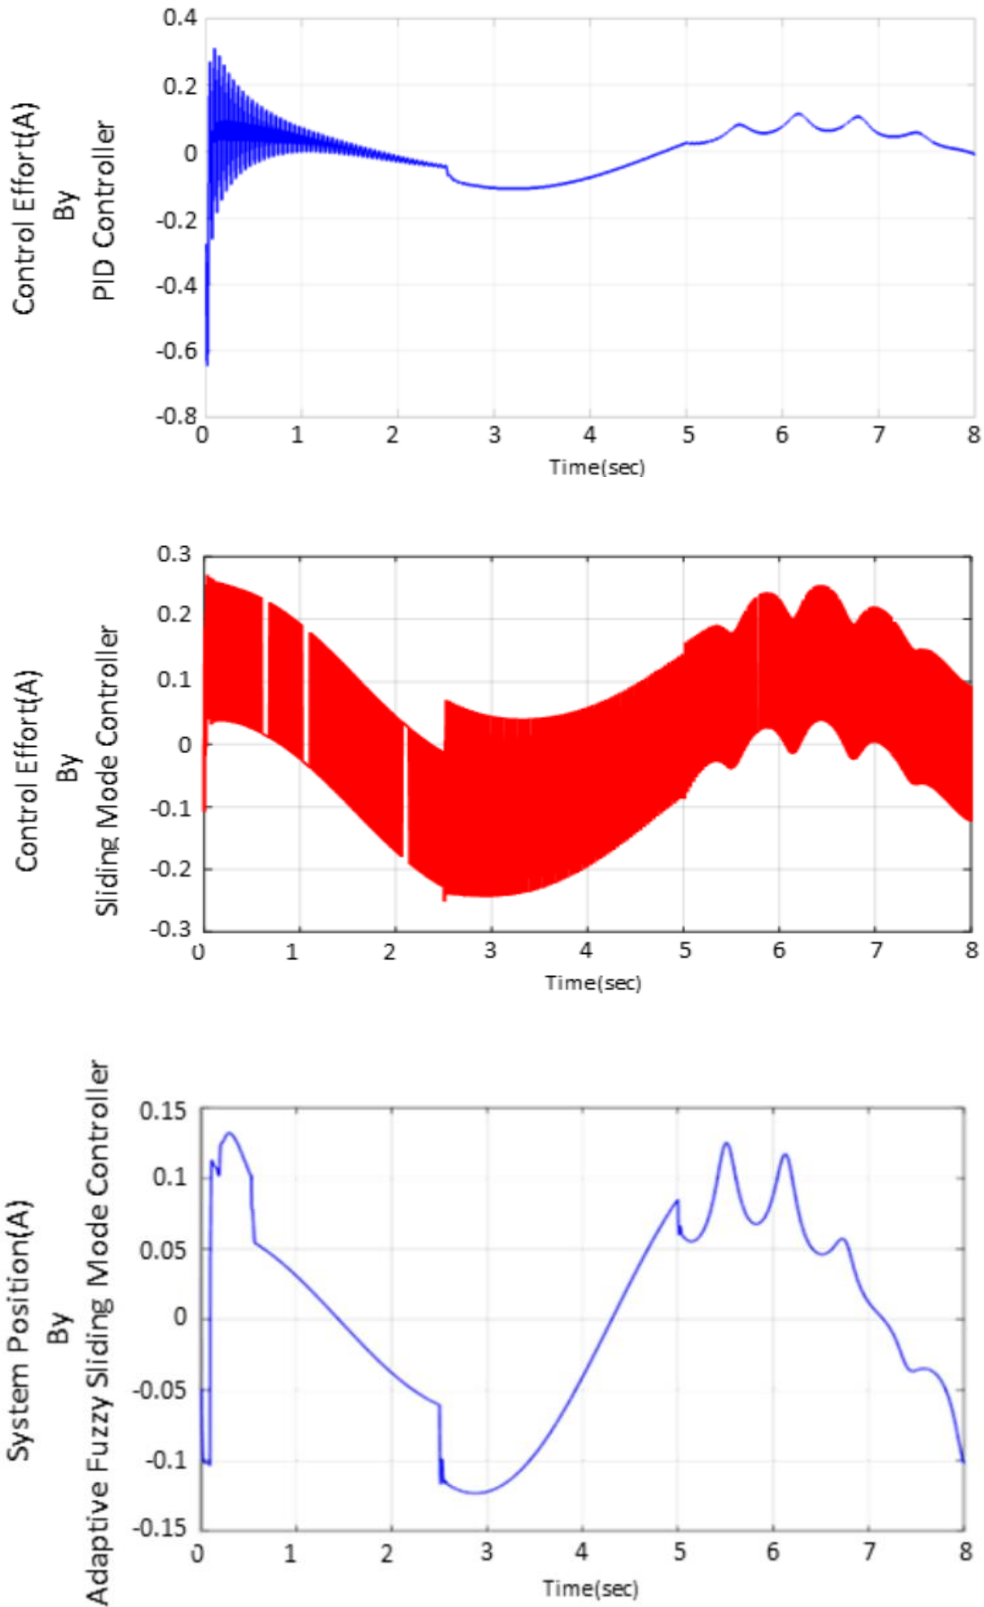 Control Effort(A)
By
PID Controller
0.4
0.2
0
-0.2
-0.4
-0.6
-0.8
0 1 2 3 4 5 6 7 8
Time(sec)
Control Effort(A)
By
Sliding Mode Controller
0.3
0.2
0.1
0
-0.1
-0.2
-0.3
0 1 2 3 4 5 6 7 8
Time(sec)
System Position(A)
By
Adaptive Fuzzy Sliding Mode Controller
0.15
0.1
0.05
0
-0.05
-0.1
-0.15
0 1 2 3 4 5 6 7 8
Time(sec)